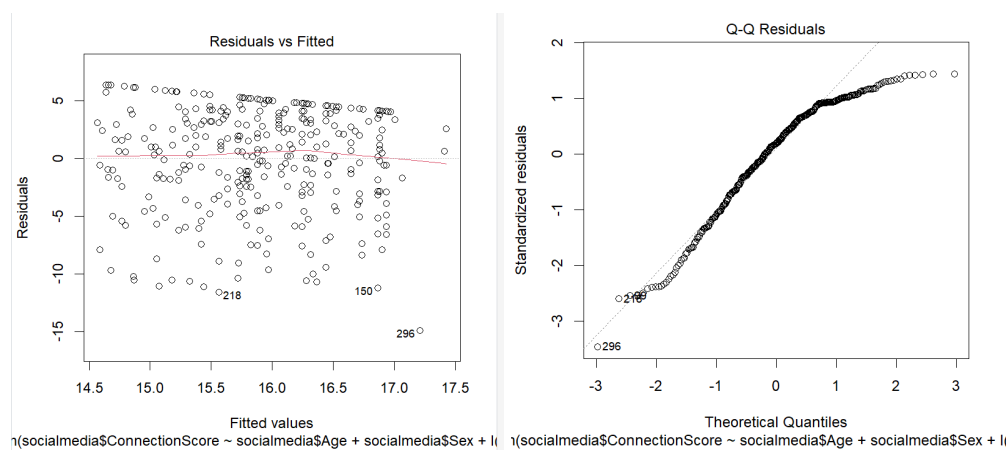 Residuals vs Fitted
5
0
-5
-10
-15
Residuals
218
150
296
14.5 15.0 15.5 16.0 16.5 17.0 17.5
Fitted values
n(socialmedia$ConnectionScore ~ socialmedia$Age + socialmedia$Sex + I(
Q-Q Residuals
2
1
0
-1
-2
-3
Standardized residuals
296
-3 -2 -1 0 1 2 3
Theoretical Quantiles
n(socialmedia$ConnectionScore ~ socialmedia$Age + socialmedia$Sex + I(